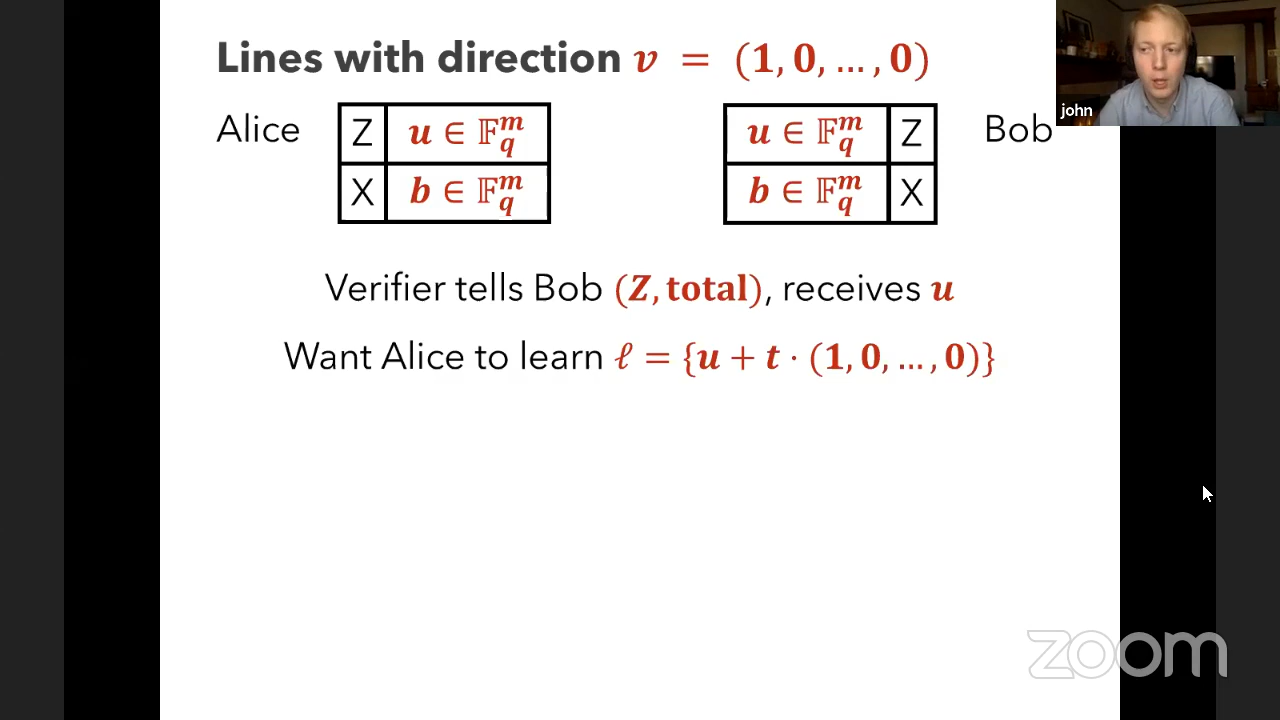 Lines with direction v = (1, 0, …, 0)
john
Alice Z u ∈ 𝔽_q^m u ∈ 𝔽_q^m Z Bob
X b ∈ 𝔽_q^m b ∈ 𝔽_q^m X
Verifier tells Bob (Z, total), receives u
Want Alice to learn ℓ = {u + t · (1, 0, …, 0)}
zoom